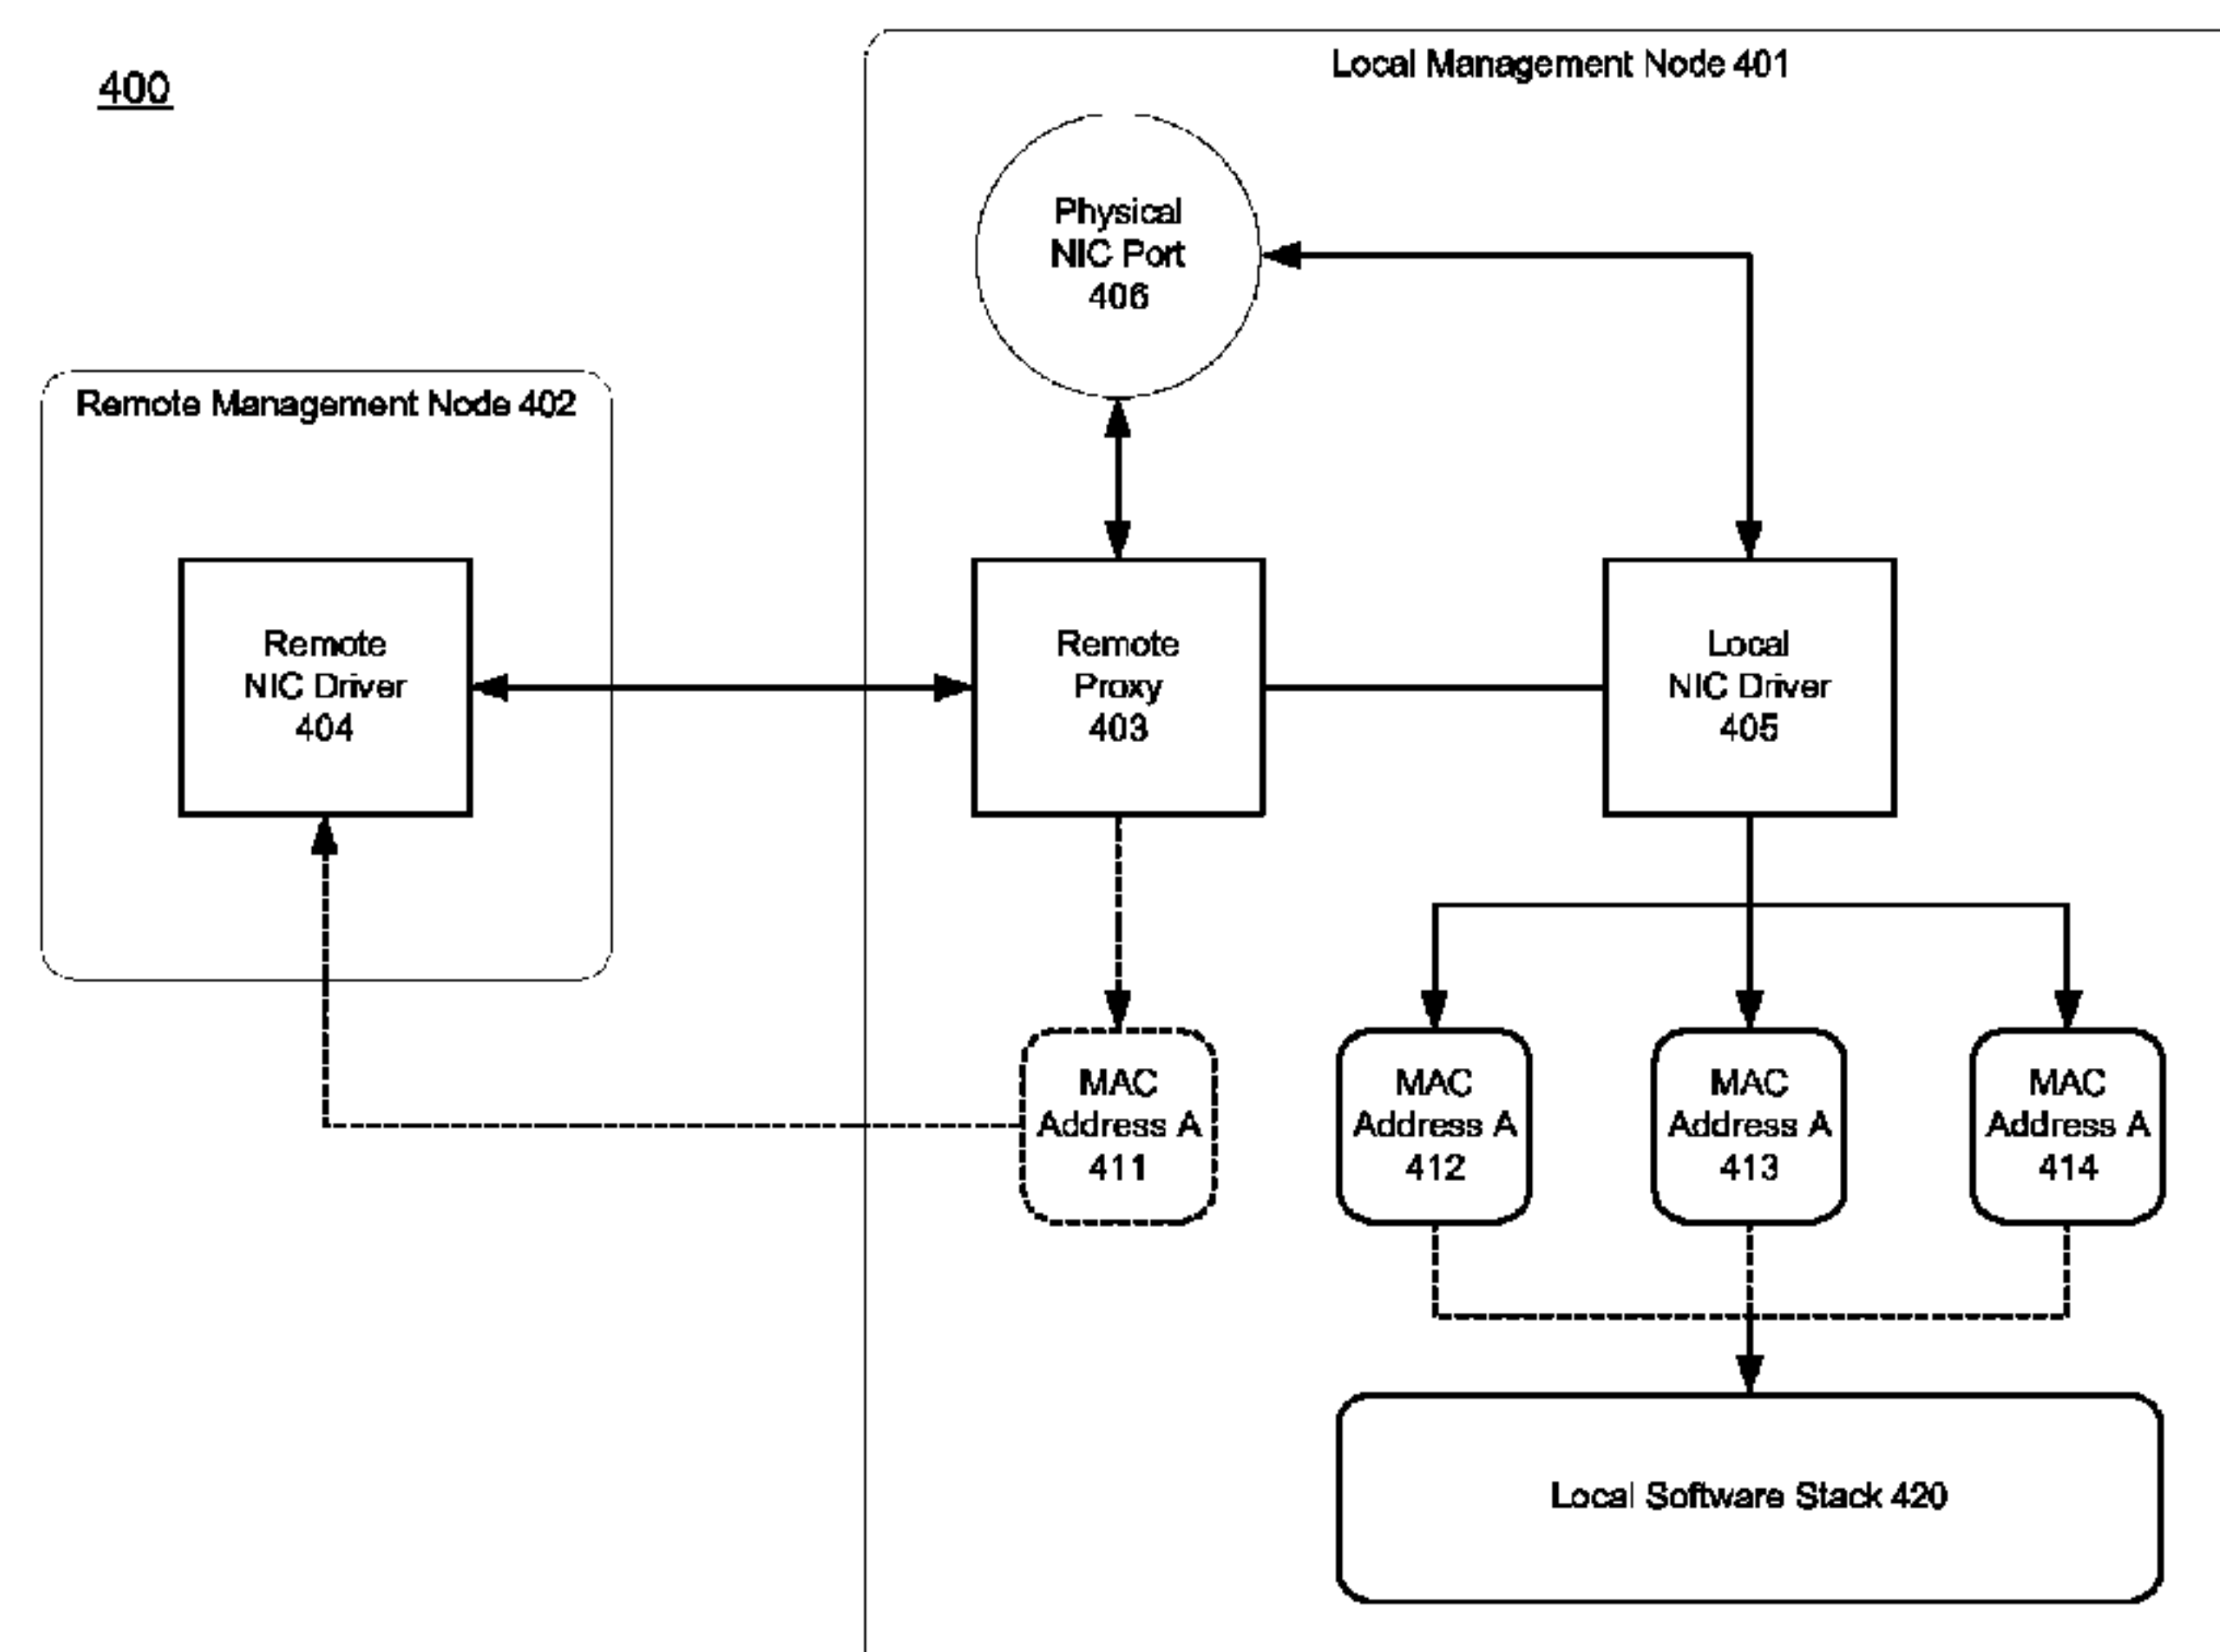 400
Local Management Node 401
Physical
NIC Port
406
Remote Management Node 402
Remote
NIC Driver
404
Remote
Proxy
403
Local
NIC Driver
405
MAC
Address A
411
MAC
Address A
412
MAC
Address A
413
MAC
Address A
414
Local Software Stack 420